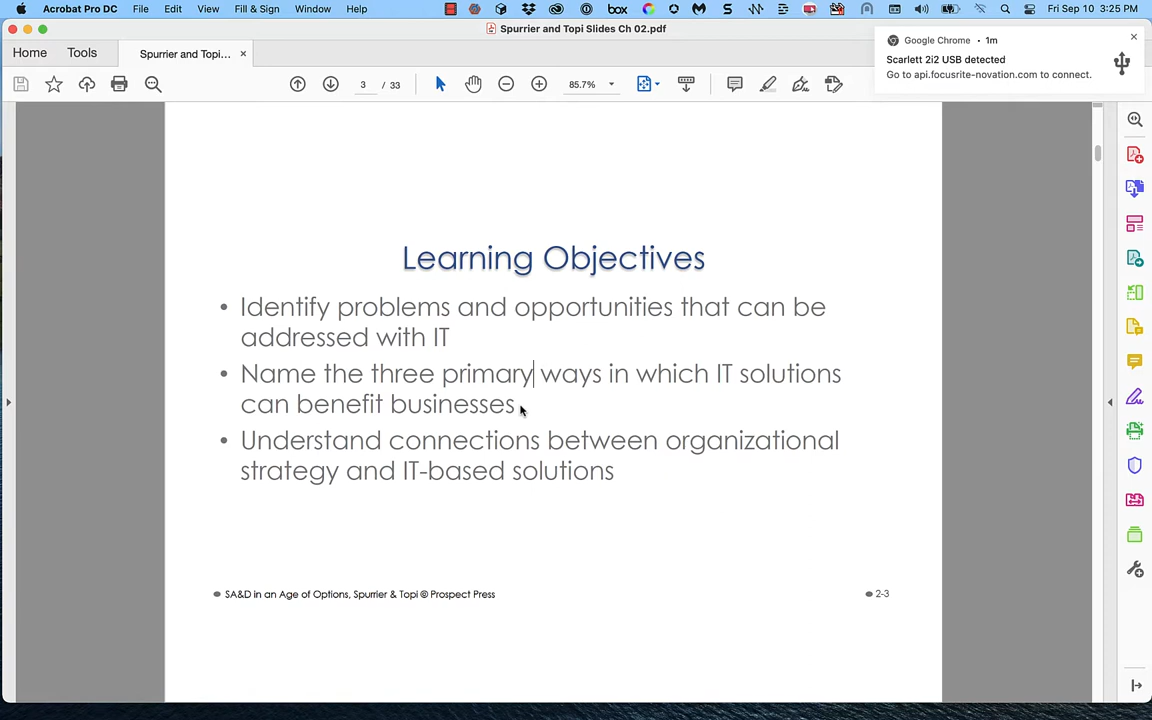 Acrobat Pro DC File Edit View Fill & Sign Window Help
box
Fri Sep 10 3:25 PM
Spurrier and Topi Slides Ch 02.pdf
Home Tools Spurrier and Topi... ×
Google Chrome • 1m
Scarlett 2i2 USB detected
Go to api.focusrite-novation.com to connect.
3 / 33 85.7%
Learning Objectives
• Identify problems and opportunities that can be
addressed with IT
• Name the three primary ways in which IT solutions
can benefit businesses
• Understand connections between organizational
strategy and IT-based solutions
SA&D in an Age of Options, Spurrier & Topi © Prospect Press
2-3